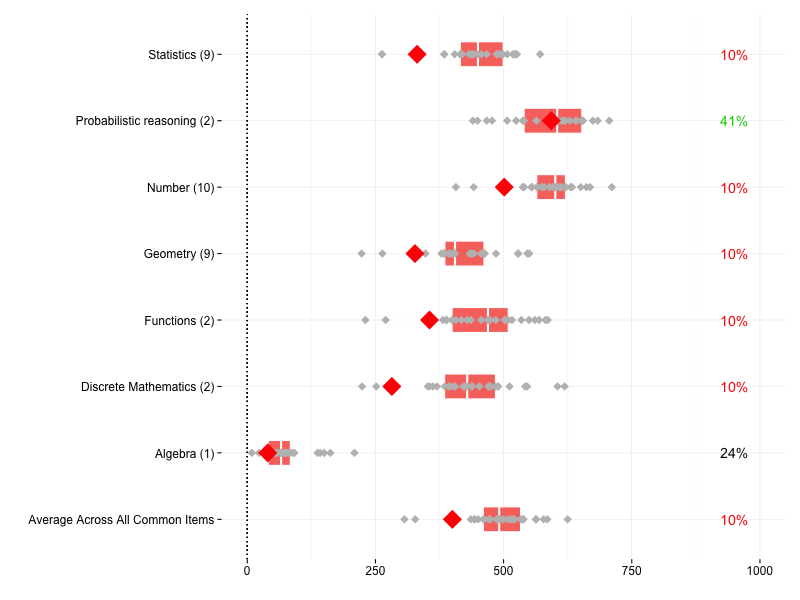 Statistics (9) 10%
Probabilistic reasoning (2) 41%
Number (10) 10%
Geometry (9) 10%
Functions (2) 10%
Discrete Mathematics (2) 10%
Algebra (1) 24%
Average Across All Common Items 10%
0 250 500 750 1000